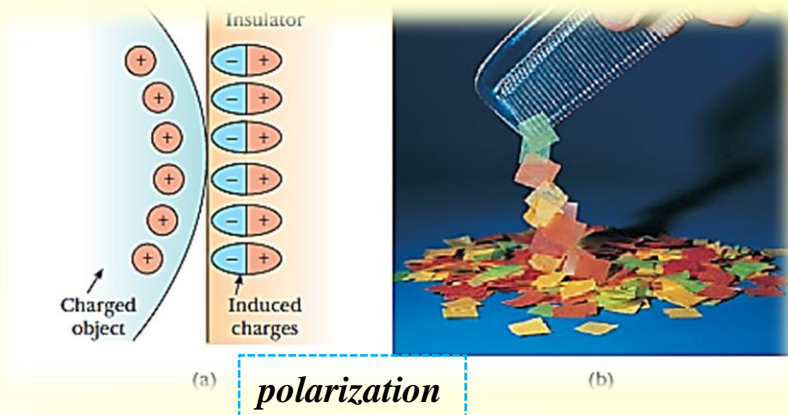 Insulator
+
+
+
+
+
+
− +
− +
− +
− +
− +
− +
Charged
object
Induced
charges
(a)
polarization
(b)